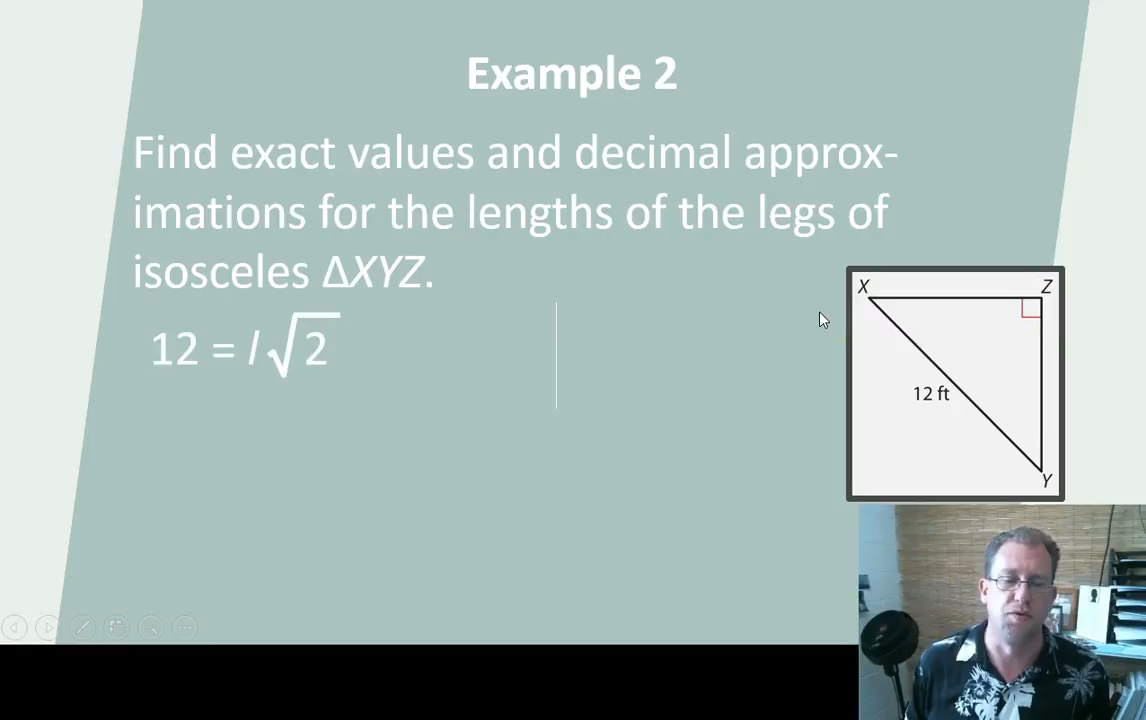 Example 2
Find exact values and decimal approx-
imations for the lengths of the legs of
isosceles ΔXYZ.
12 = l√2
X
Z
12 ft
Y